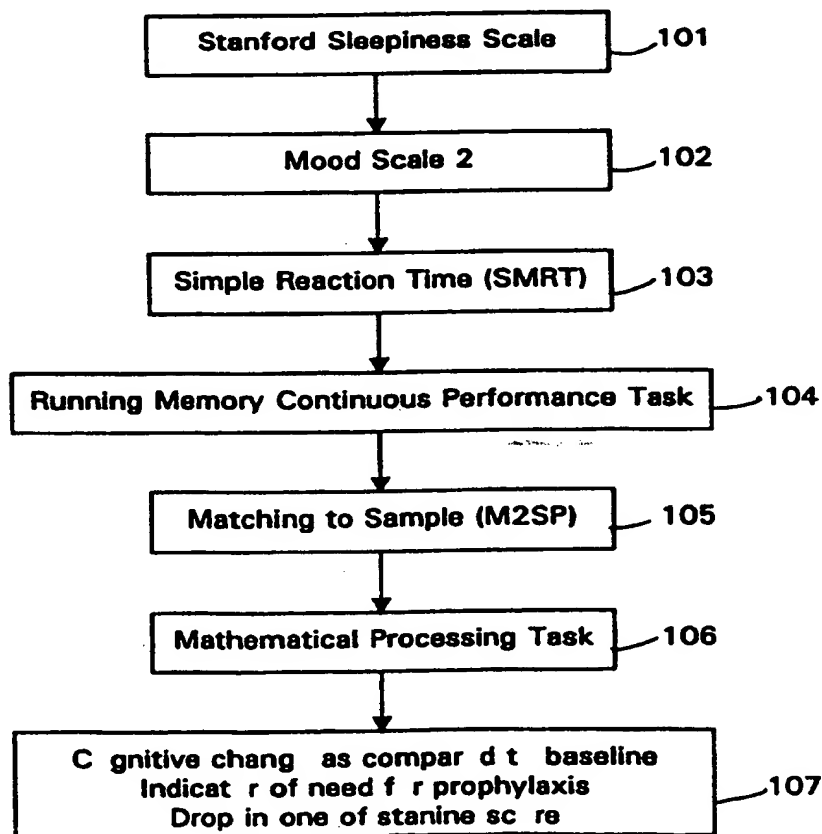 Stanford Sleepiness Scale 101
Mood Scale 2 102
Simple Reaction Time (SMRT) 103
Running Memory Continuous Performance Task 104
Matching to Sample (M2SP) 105
Mathematical Processing Task 106
C gnitive chang as compar d t baseline
Indicat r of need f r prophylaxis
Drop in one of stanine sc re
107